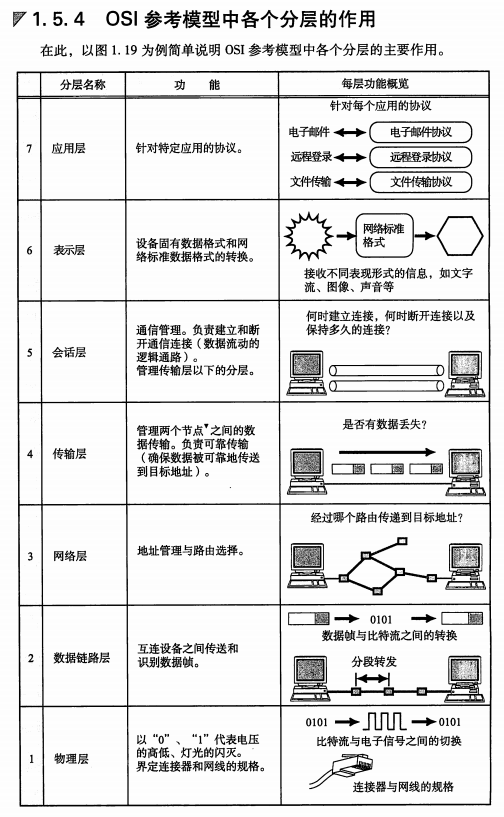 1.5.4 OSI 参考模型中各个分层的作用
在此，以图 1.19 为例简单说明 OSI 参考模型中各个分层的主要作用。
分层名称 功能 每层功能概览
7 应用层 针对特定应用的协议。
针对每个应用的协议
电子邮件 电子邮件协议
远程登录 远程登录协议
文件传输 文件传输协议
6 表示层
设备固有数据格式和网
络标准数据格式的转换。
网络标准
格式
接收不同表现形式的信息，如文字
流、图像、声音等
5 会话层
通信管理。负责建立和断
开通信连接（数据流动的
逻辑通路）。
管理传输层以下的分层。
何时建立连接，何时断开连接以及
保持多久的连接？
4 传输层
管理两个节点▼之间的数
据传输。负责可靠传输
（确保数据被可靠地传送
到目标地址）。
是否有数据丢失？
3 网络层 地址管理与路由选择。
经过哪个路由传递到目标地址？
2 数据链路层
互连设备之间传送和
识别数据帧。
0101
数据帧与比特流之间的转换
分段转发
1 物理层
以“0”、“1”代表电压
的高低、灯光的闪灭。
界定连接器和网线的规格。
0101 0101
比特流与电子信号之间的切换
连接器与网线的规格